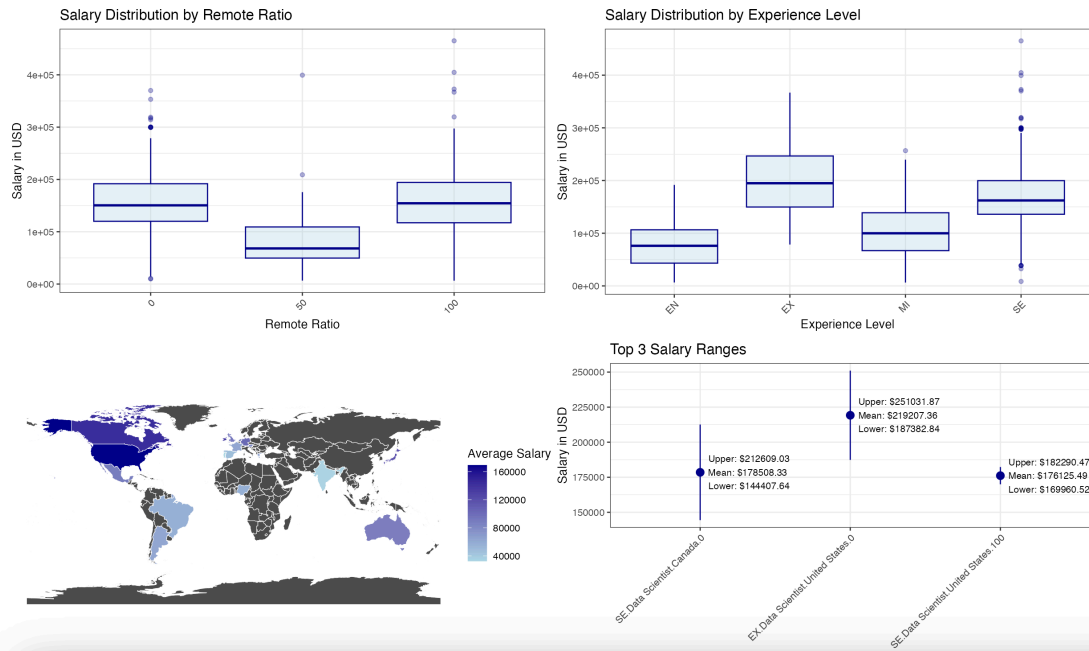 Salary Distribution by Remote Ratio
Salary in USD
4e+05
3e+05
2e+05
1e+05
0e+00
0
50
100
Remote Ratio
Salary Distribution by Experience Level
Salary in USD
4e+05
3e+05
2e+05
1e+05
0e+00
EN
EX
MI
SE
Experience Level
Average Salary
160000
120000
80000
40000
Top 3 Salary Ranges
Salary in USD
250000
225000
200000
175000
150000
Upper: $212609.03
Mean: $178508.33
Lower: $144407.64
Upper: $251031.87
Mean: $219207.36
Lower: $187382.84
Upper: $182290.47
Mean: $176125.49
Lower: $169960.52
SE.Data Scientist.Canada.0
EX.Data Scientist.United States.0
SE.Data Scientist.United States.100